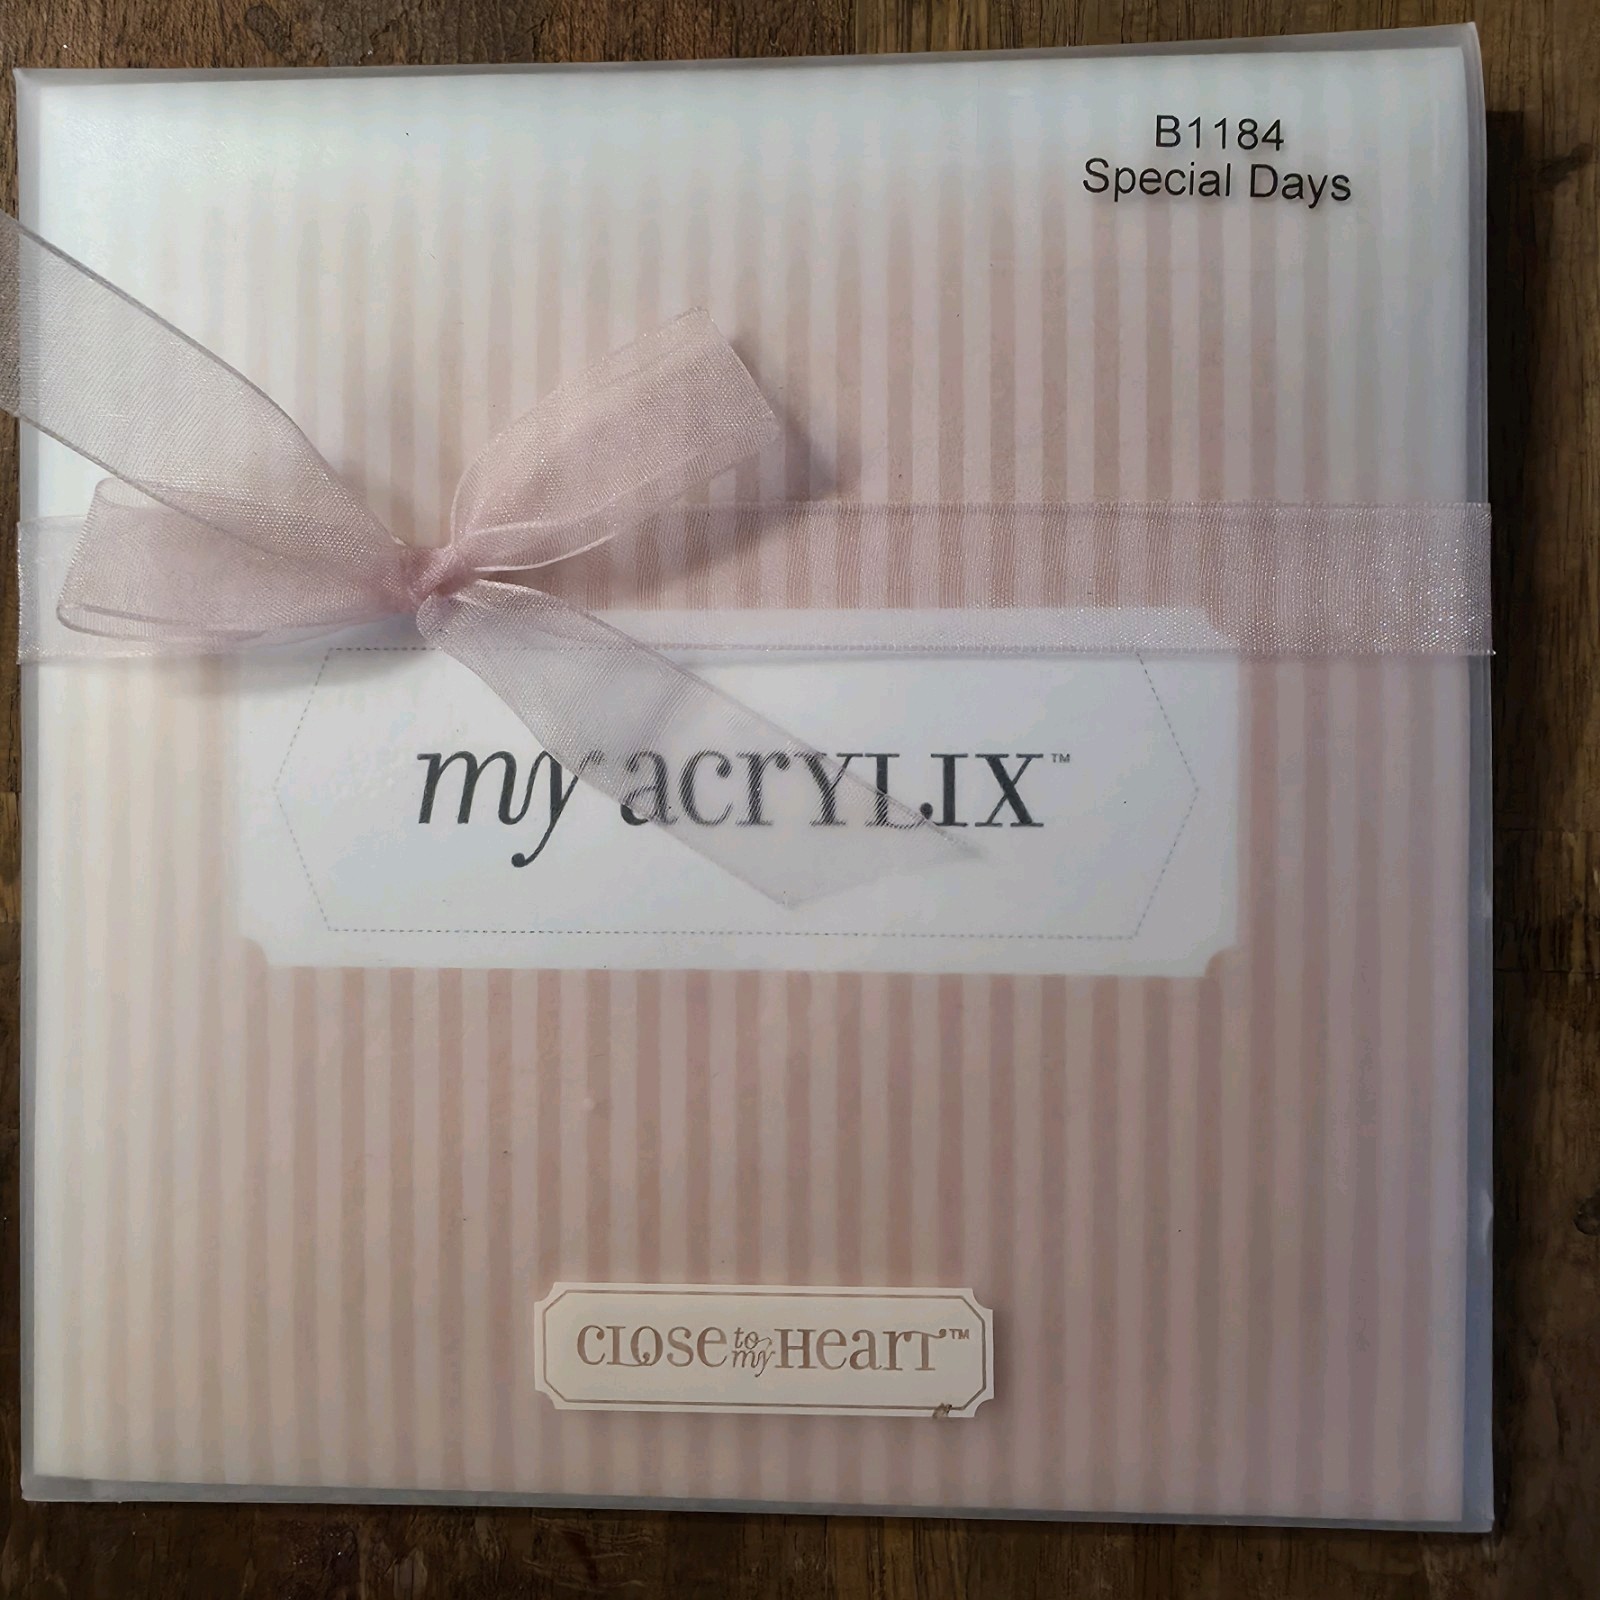 B1184
Special Days
my acrylix™
close to my Heart™